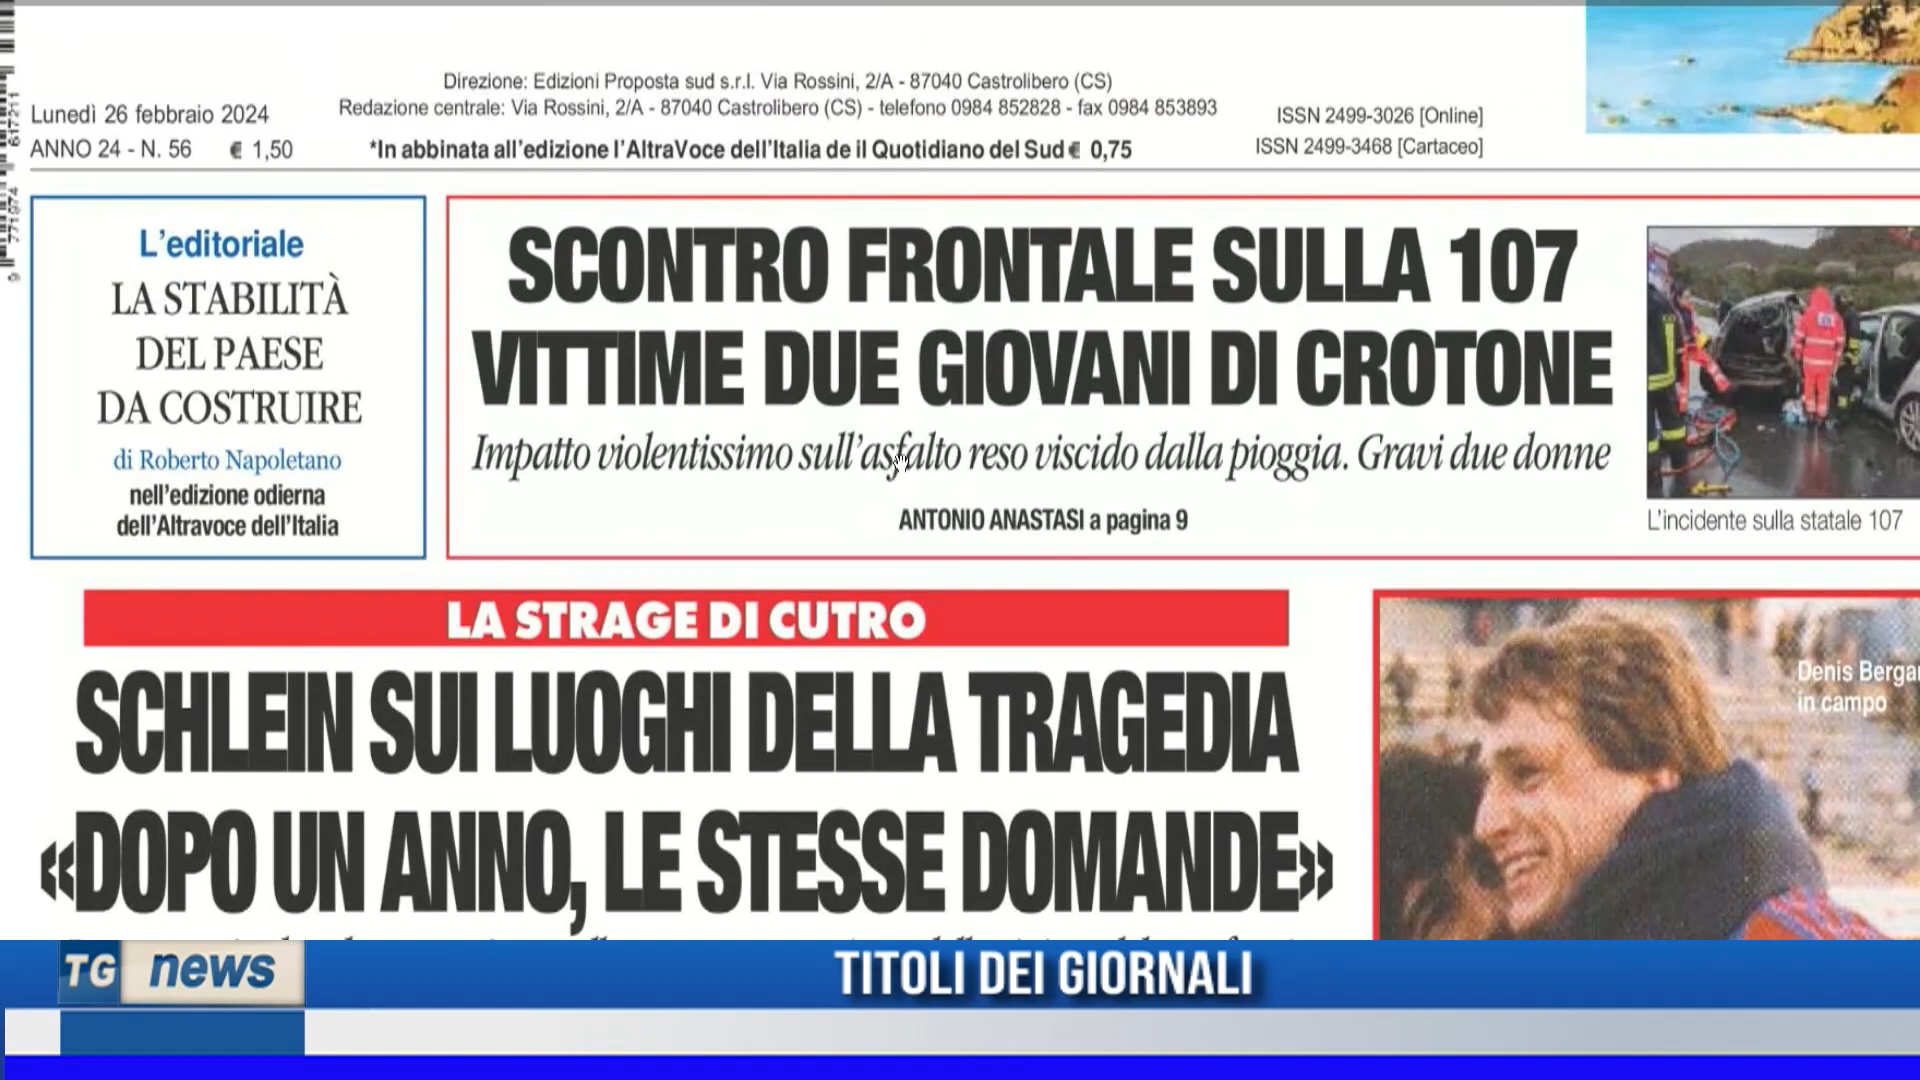 Direzione: Edizioni Proposta sud s.r.l. Via Rossini, 2/A - 87040 Castrolibero (CS)
Lunedì 26 febbraio 2024
Redazione centrale: Via Rossini, 2/A - 87040 Castrolibero (CS) - telefono 0984 852828 - fax 0984 853893
ISSN 2499-3026 [Online]
ANNO 24 - N. 56 € 1,50
*In abbinata all'edizione l'AltraVoce dell'Italia de il Quotidiano del Sud € 0,75
ISSN 2499-3468 [Cartaceo]
L'editoriale
LA STABILITÀ
DEL PAESE
DA COSTRUIRE
di Roberto Napoletano
nell'edizione odierna
dell'Altravoce dell'Italia
SCONTRO FRONTALE SULLA 107
VITTIME DUE GIOVANI DI CROTONE
Impatto violentissimo sull'asfalto reso viscido dalla pioggia. Gravi due donne
ANTONIO ANASTASI a pagina 9
L'incidente sulla statale 107
LA STRAGE DI CUTRO
SCHLEIN SUI LUOGHI DELLA TRAGEDIA
«DOPO UN ANNO, LE STESSE DOMANDE»
Denis
in campo
TG news
TITOLI DEI GIORNALI